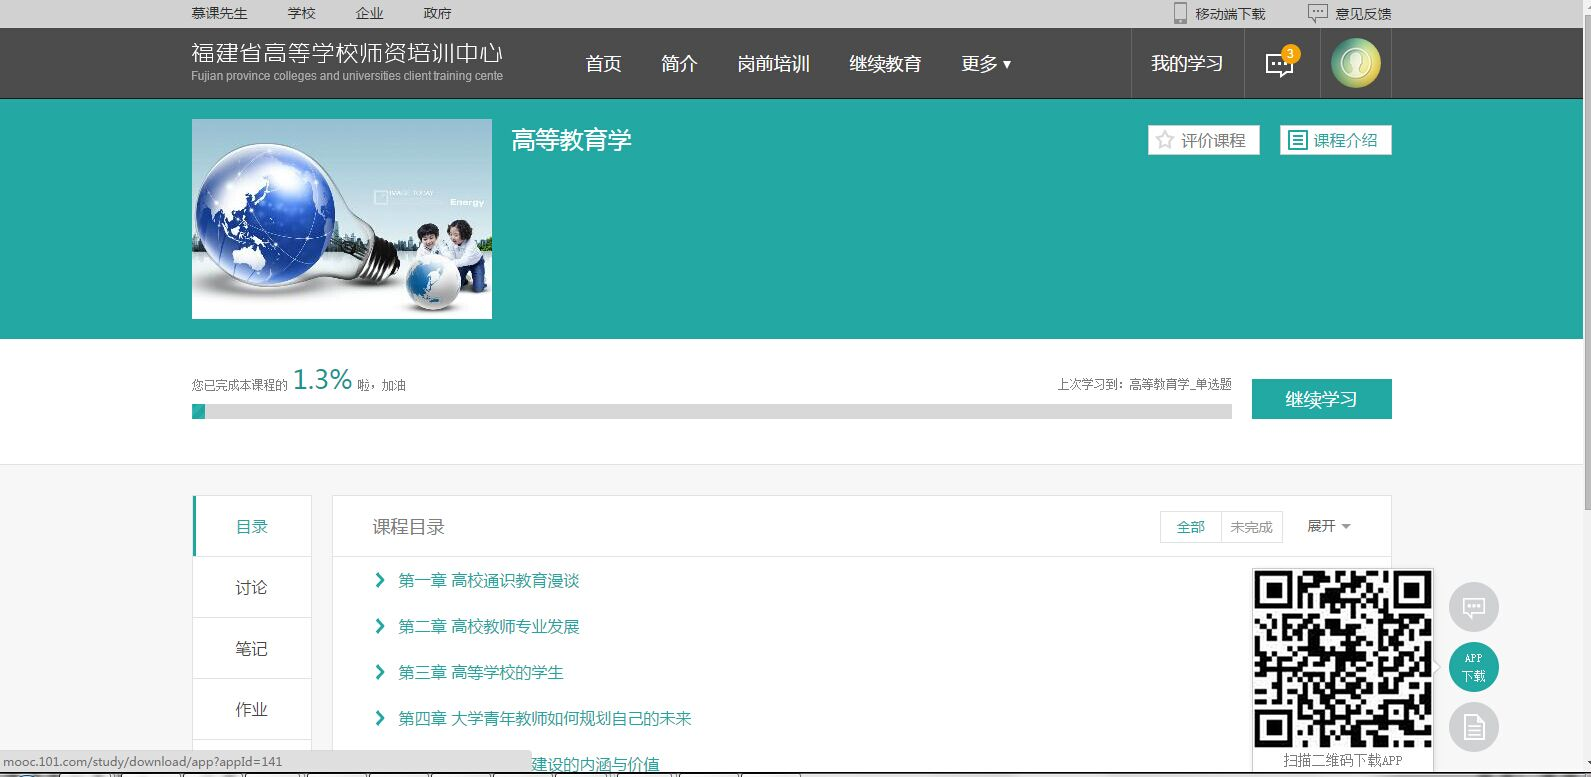 慕课先生 学校 企业 政府 移动端下载 意见反馈
福建省高等学校师资培训中心
Fujian province colleges and universities client training cente
首页 简介 岗前培训 继续教育 更多 ▾ 我的学习 3
高等教育学
评价课程 课程介绍
IMAGE TODAY
Energy
您已完成本课程的 1.3% 啦，加油
上次学习到：高等教育学_单选题
继续学习
目录
讨论
笔记
作业
课程目录 全部 未完成 展开
第一章 高校通识教育漫谈
第二章 高校教师专业发展
第三章 高等学校的学生
第四章 大学青年教师如何规划自己的未来
建设的内涵与价值
APP
下载
扫描二维码下载APP
mooc.101.com/study/download/app?appId=141